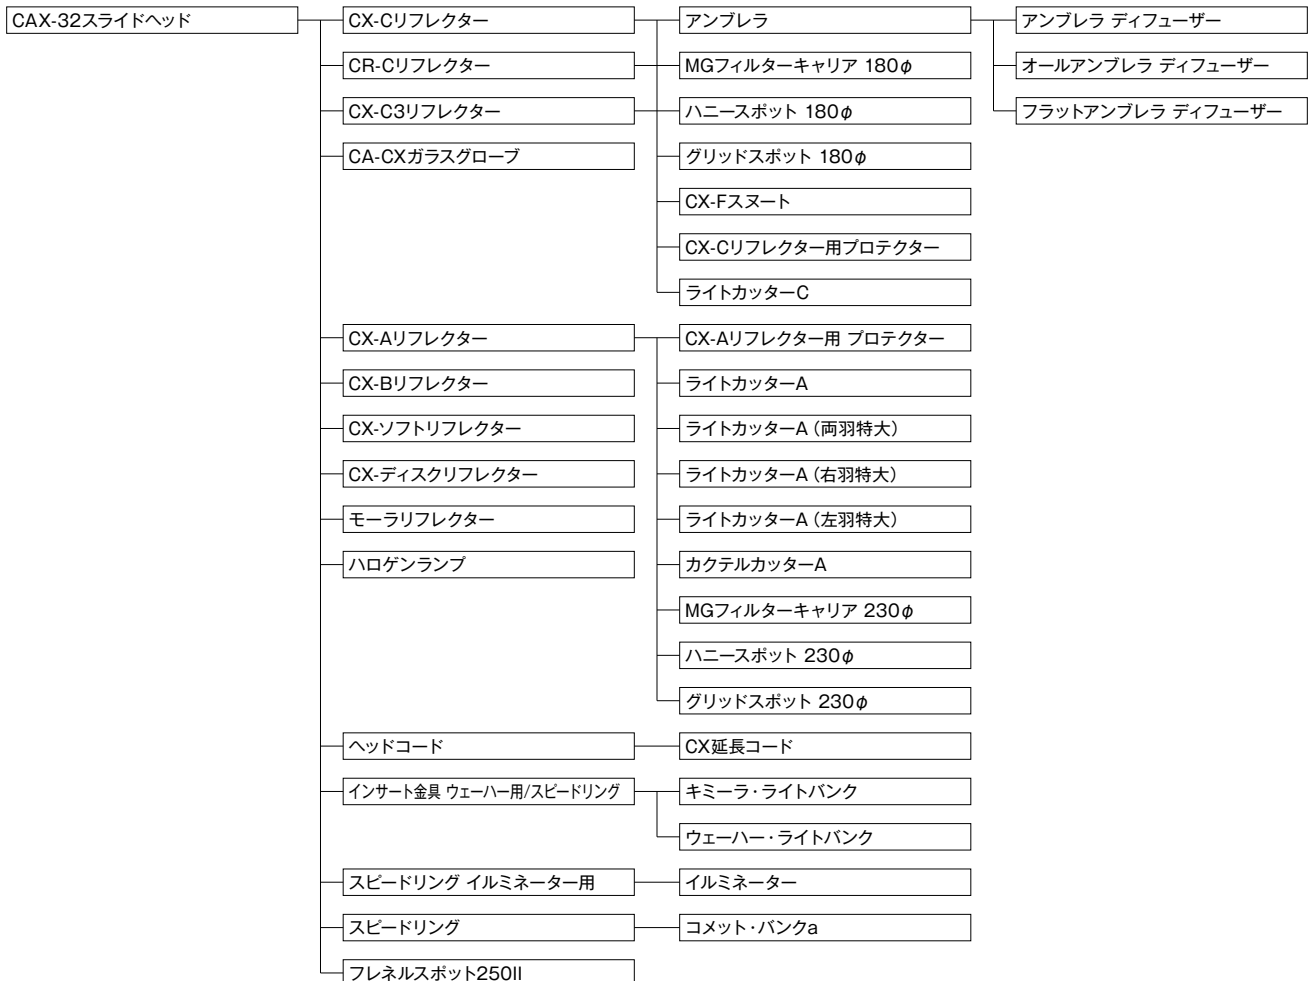 CAX-32スライドヘッド
CX-Cリフレクター
アンブレラ
アンブレラ ディフューザー
CR-Cリフレクター
MGフィルターキャリア 180φ
オールアンブレラ ディフューザー
CX-C3リフレクター
ハニースポット 180φ
フラットアンブレラ ディフューザー
CA-CXガラスグローブ
グリッドスポット 180φ
CX-Fスヌート
CX-Cリフレクター用プロテクター
ライトカッターC
CX-Aリフレクター
CX-Aリフレクター用 プロテクター
CX-Bリフレクター
ライトカッターA
CX-ソフトリフレクター
ライトカッターA（両羽特大）
CX-ディスクリフレクター
ライトカッターA（右羽特大）
モーラリフレクター
ライトカッターA（左羽特大）
ハロゲンランプ
カクテルカッターA
MGフィルターキャリア 230φ
ハニースポット 230φ
グリッドスポット 230φ
ヘッドコード
CX延長コード
インサート金具 ウェーハー用/スピードリング
キミーラ・ライトバンク
ウェーハー・ライトバンク
スピードリング イルミネーター用
イルミネーター
スピードリング
コメット・バンクa
フレネルスポット250II